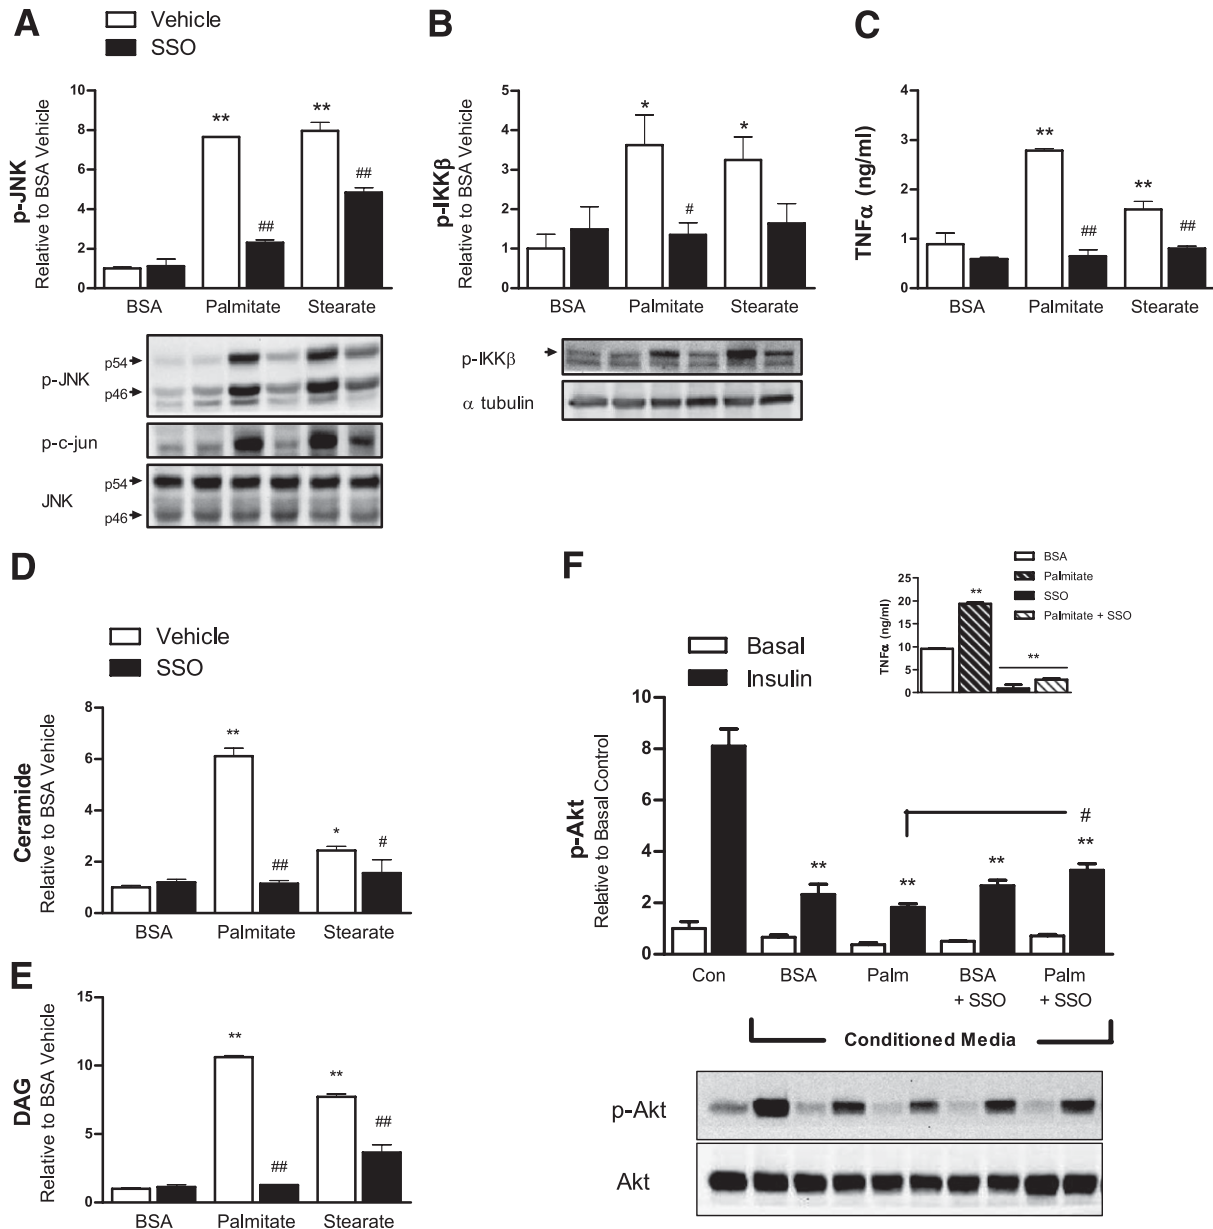 A
Vehicle
SSO
p-JNK
Relative to BSA Vehicle
10
8
6
4
2
0
**
##
**
##
BSA Palmitate Stearate
p-JNK
p54
p46
p-c-jun
JNK
p54
p46
B
p-IKKβ
Relative to BSA Vehicle
5
4
3
2
1
0
*
#
*
BSA Palmitate Stearate
p-IKKβ
α tubulin
C
TNFα (ng/ml)
4
3
2
1
0
**
##
**
##
BSA Palmitate Stearate
D
Vehicle
SSO
Ceramide
Relative to BSA Vehicle
8
6
4
2
0
**
##
*
#
BSA Palmitate Stearate
E
DAG
Relative to BSA Vehicle
15
10
5
0
**
##
**
##
BSA Palmitate Stearate
F
BSA
Palmitate
SSO
Palmitate + SSO
TNFα (ng/ml)
25
20
15
10
5
0
**
**
Basal
Insulin
p-Akt
Relative to Basal Control
10
8
6
4
2
0
**
**
**
#
**
Con BSA Palm BSA + SSO Palm + SSO
Conditioned Media
p-Akt
Akt